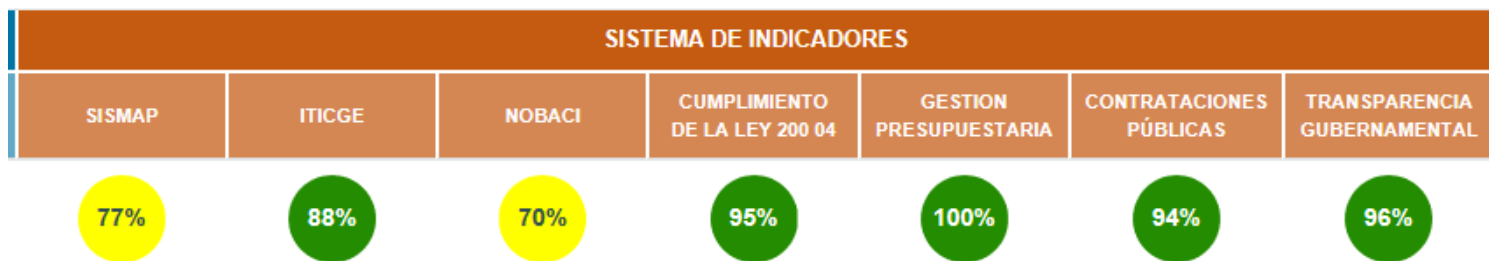 SISTEMA DE INDICADORES
SISMAP
ITICGE
NOBACI
CUMPLIMIENTO
DE LA LEY 200 04
GESTION
PRESUPUESTARIA
CONTRATACIONES
PÚBLICAS
TRANSPARENCIA
GUBERNAMENTAL
77%
88%
70%
95%
100%
94%
96%